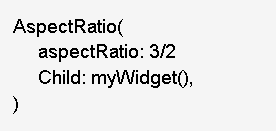 AspectRatio(
aspectRatio: 3/2
Child: myWidget(),
)